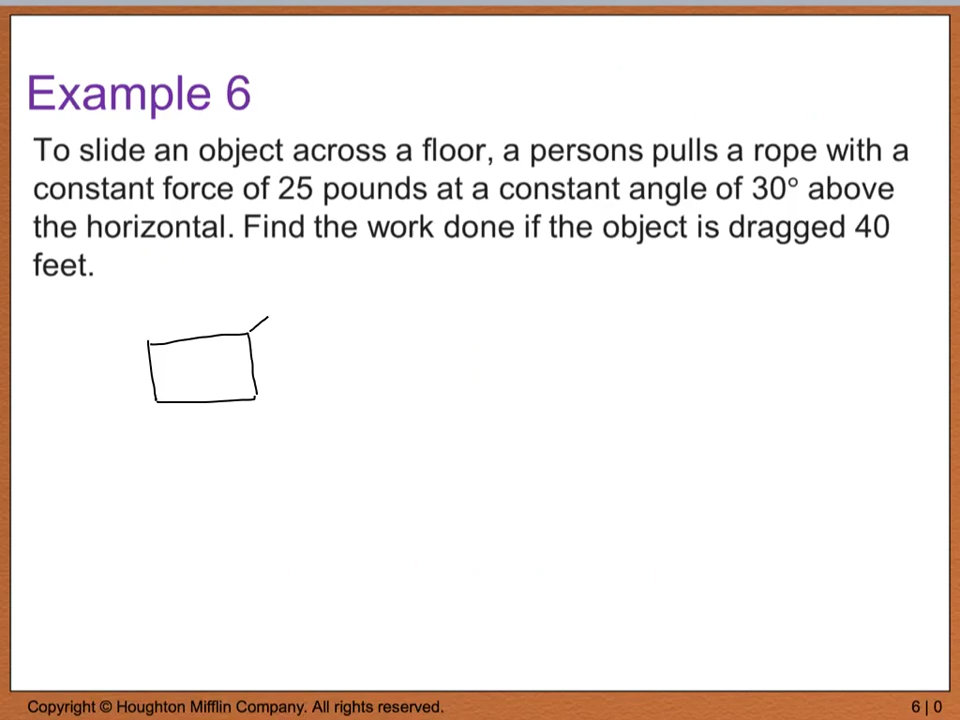 Example 6
To slide an object across a floor, a persons pulls a rope with a
constant force of 25 pounds at a constant angle of 30° above
the horizontal. Find the work done if the object is dragged 40
feet.
Copyright © Houghton Mifflin Company. All rights reserved.
6 | 0